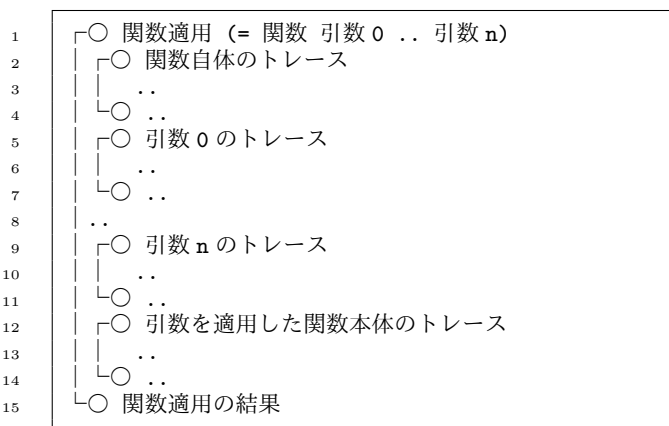 1 ┌○ 関数適用 (= 関数 引数 0 .. 引数 n)
2 │ ┌○ 関数自体のトレース
3 │ │ ..
4 │ └○ ..
5 │ ┌○ 引数 0 のトレース
6 │ │ ..
7 │ └○ ..
8 │..
9 │ ┌○ 引数 n のトレース
10 │ │ ..
11 │ └○ ..
12 │ ┌○ 引数を適用した関数本体のトレース
13 │ │ ..
14 │ └○ ..
15 └○ 関数適用の結果